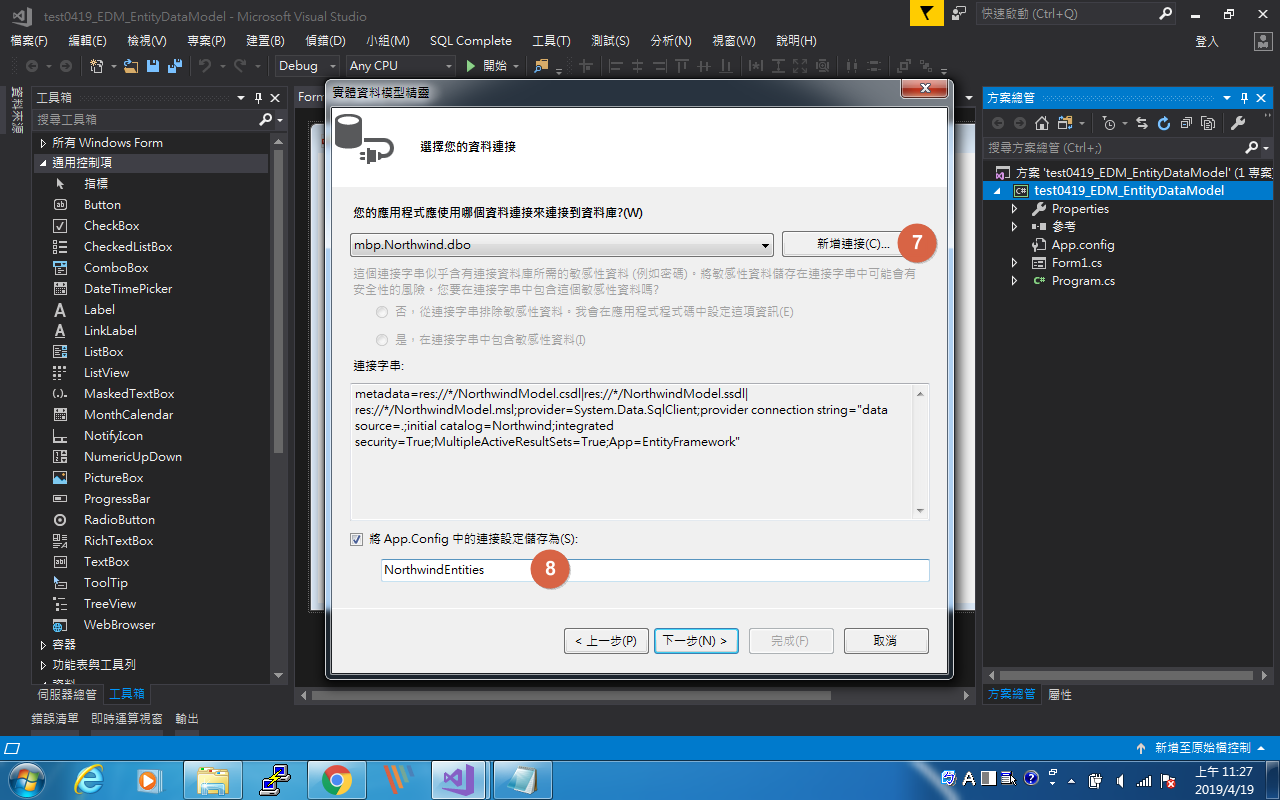 test0419_EDM_EntityDataModel - Microsoft Visual Studio
快速啟動 (Ctrl+Q)
檔案(F) 編輯(E) 檢視(V) 專案(P) 建置(B) 偵錯(D) 小組(M) SQL Complete 工具(T) 測試(S) 分析(N) 視窗(W) 說明(H)
登入
Debug Any CPU 開始
資料來源
工具箱
搜尋工具箱
所有 Windows Form
通用控制項
指標
Button
CheckBox
CheckedListBox
ComboBox
DateTimePicker
Label
LinkLabel
ListBox
ListView
MaskedTextBox
MonthCalendar
NotifyIcon
NumericUpDown
PictureBox
ProgressBar
RadioButton
RichTextBox
TextBox
ToolTip
TreeView
WebBrowser
容器
功能表與工具列
資料
伺服器總管 工具箱
錯誤清單 即時運算視窗 輸出
Form
實體資料模型精靈
選擇您的資料連接
您的應用程式應使用哪個資料連接來連接到資料庫?(W)
mbp.Northwind.dbo
新增連接(C)...
7
這個連接字串似乎含有連接資料庫所需的敏感性資料 (例如密碼)。將敏感性資料儲存在連接字串中可能會有
安全性的風險。您要在連接字串中包含這個敏感性資料嗎?
否，從連接字串排除敏感性資料。我會在應用程式程式碼中設定這項資訊(E)
是，在連接字串中包含敏感性資料(I)
連接字串:
metadata=res://*/NorthwindModel.csdl|res://*/NorthwindModel.ssdl|
res://*/NorthwindModel.msl;provider=System.Data.SqlClient;provider connection string="data
source=.;initial catalog=Northwind;integrated
security=True;MultipleActiveResultSets=True;App=EntityFramework"
將 App.Config 中的連接設定儲存為(S):
NorthwindEntities
8
< 上一步(P) 下一步(N) > 完成(F) 取消
方案總管
搜尋方案總管 (Ctrl+;)
方案 'test0419_EDM_EntityDataModel' (1 專案
test0419_EDM_EntityDataModel
Properties
參考
App.config
Form1.cs
Program.cs
方案總管 屬性
新增至原始檔控制
上午 11:27
2019/4/19